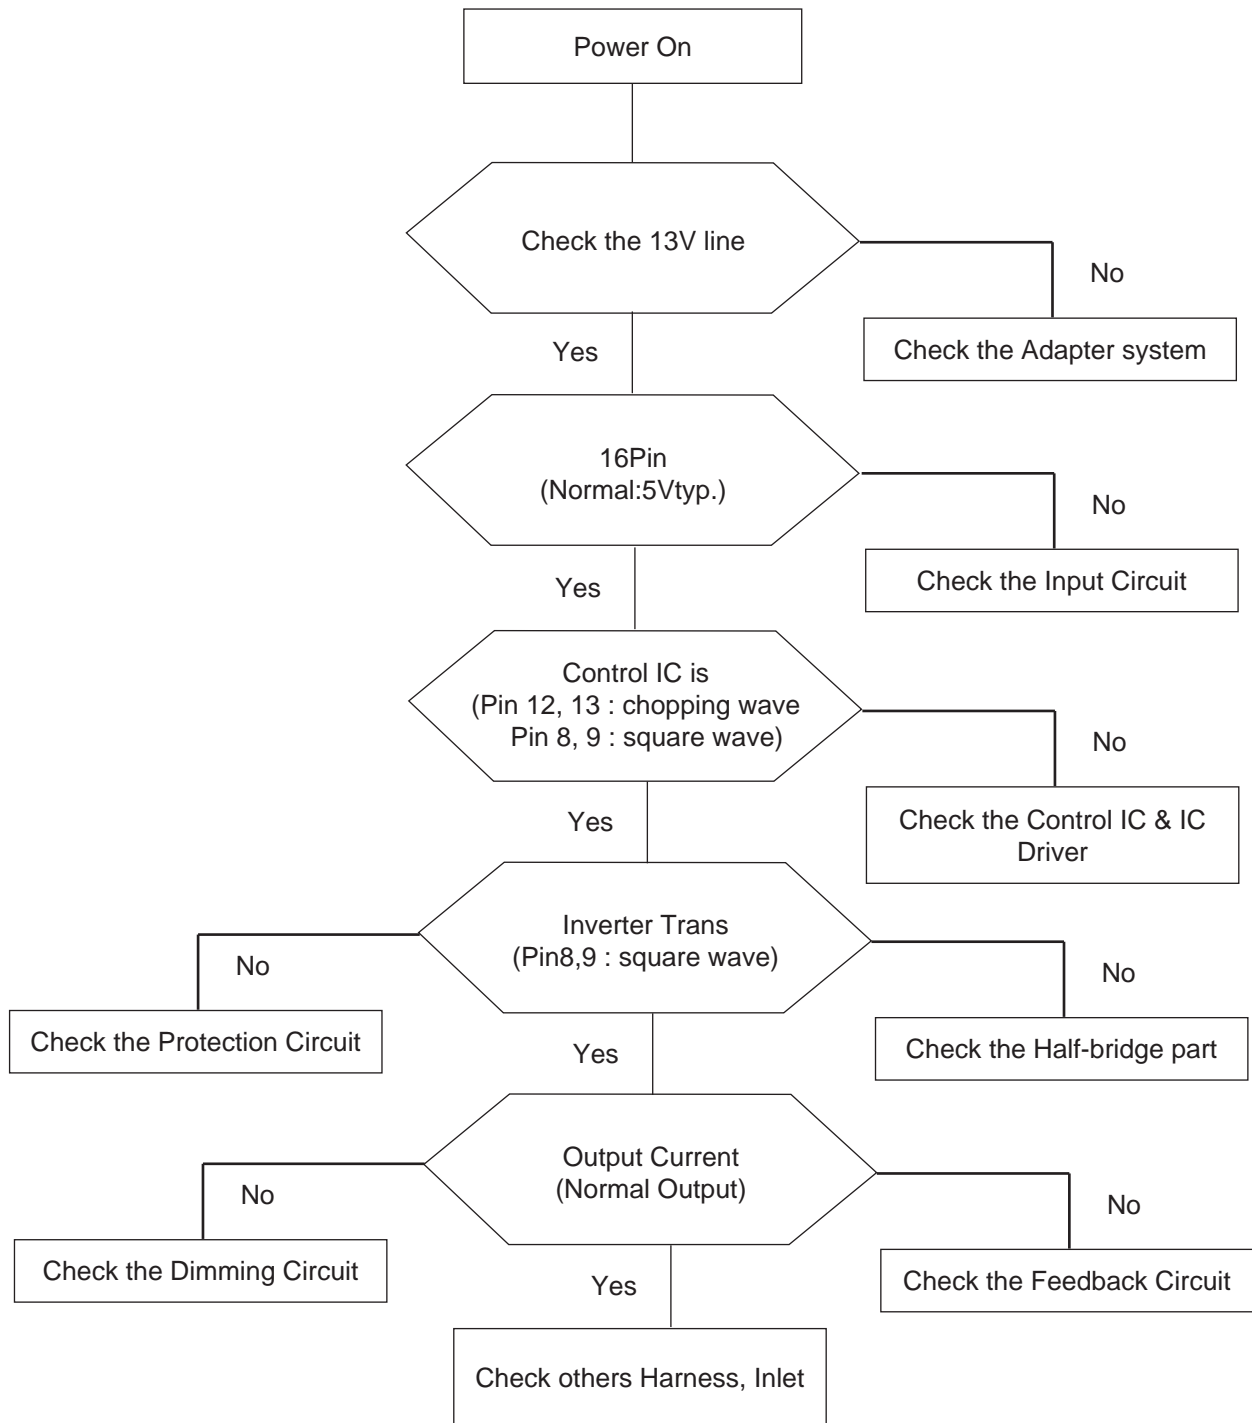 Power On
Check the 13V line
No
Check the Adapter system
Yes
16Pin
(Normal:5Vtyp.)
No
Check the Input Circuit
Yes
Control IC is
(Pin 12, 13 : chopping wave
Pin 8, 9 : square wave)
No
Check the Control IC & IC
Driver
Yes
Inverter Trans
(Pin8,9 : square wave)
No
No
Check the Protection Circuit
Check the Half-bridge part
Yes
Output Current
(Normal Output)
No
No
Check the Dimming Circuit
Check the Feedback Circuit
Yes
Check others Harness, Inlet